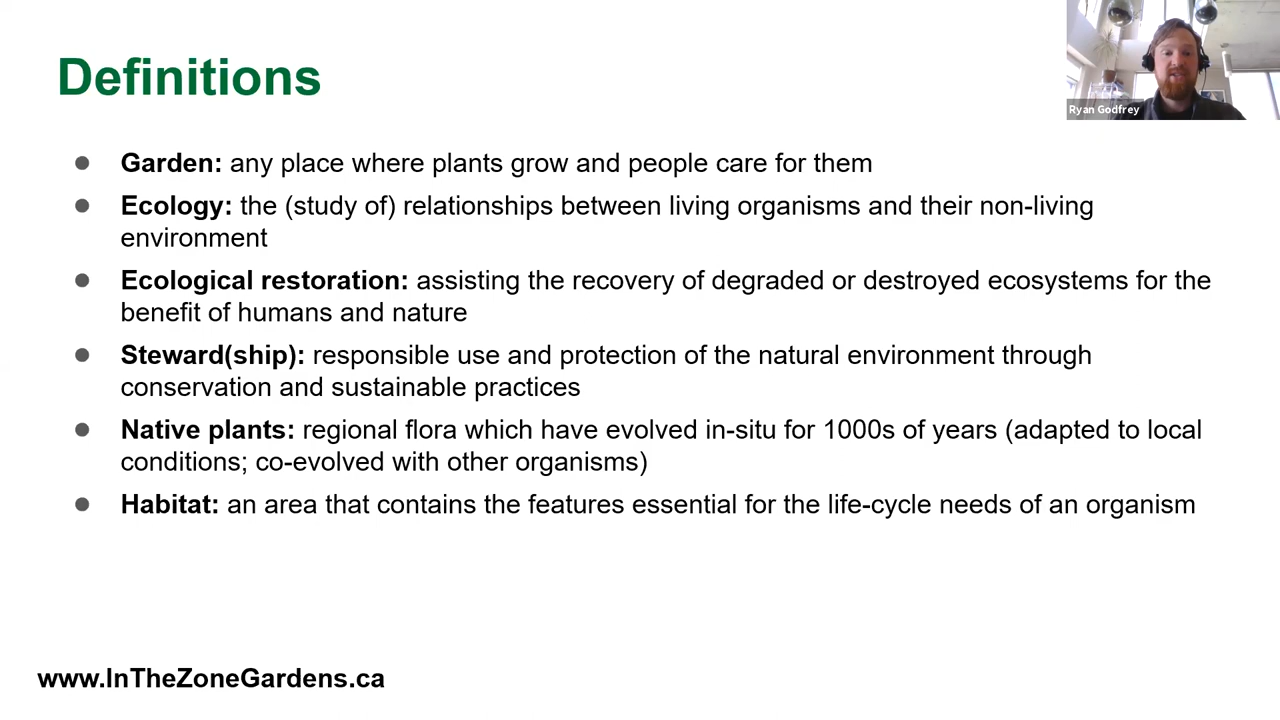 Definitions
Ryan Godfrey
● Garden: any place where plants grow and people care for them
● Ecology: the (study of) relationships between living organisms and their non-living
environment
● Ecological restoration: assisting the recovery of degraded or destroyed ecosystems for the
benefit of humans and nature
● Steward(ship): responsible use and protection of the natural environment through
conservation and sustainable practices
● Native plants: regional flora which have evolved in-situ for 1000s of years (adapted to local
conditions; co-evolved with other organisms)
● Habitat: an area that contains the features essential for the life-cycle needs of an organism
www.InTheZoneGardens.ca